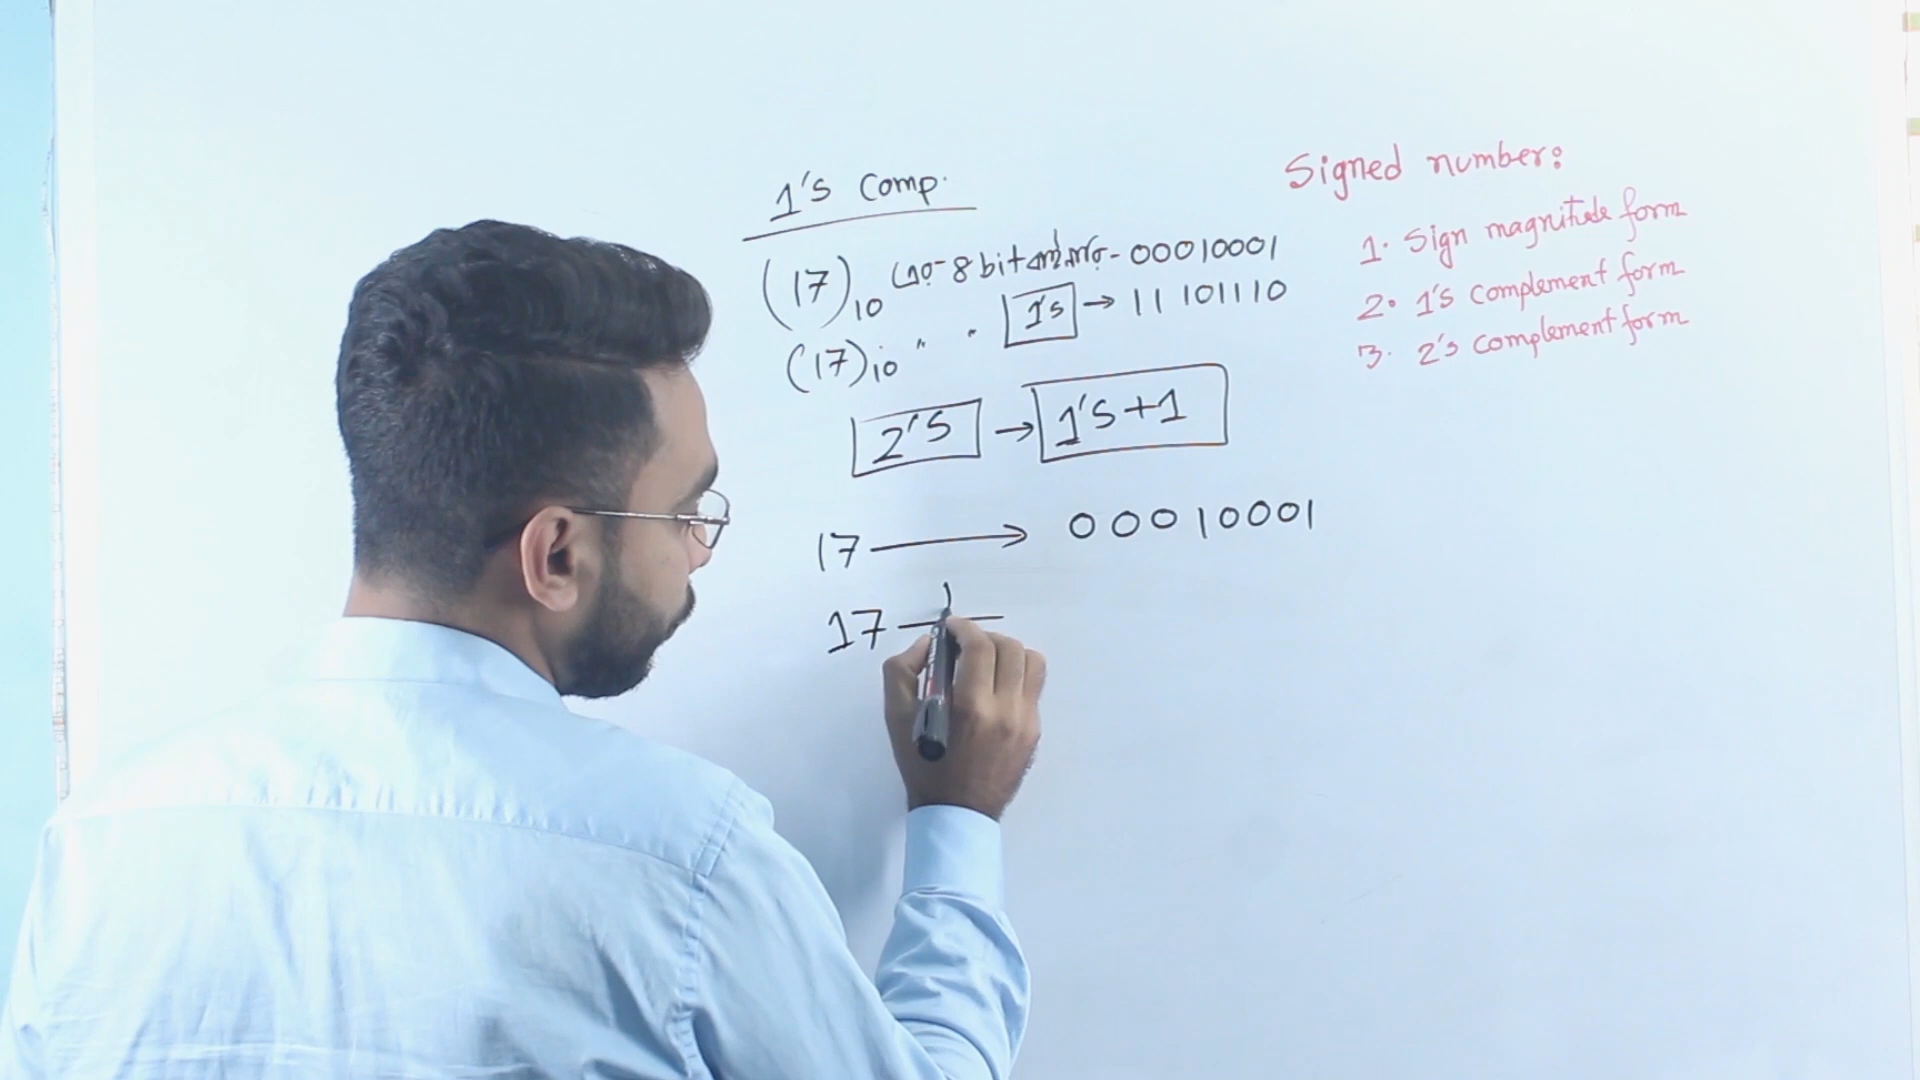 1's Comp.
(17)10 এর- 8 bit - 00010001
(17)10 " " 1's → 11101110
2'S → 1'S+1
17 → 00010001
17
Signed number:
1. Sign magnitude form
2. 1's complement form
3. 2's complement form